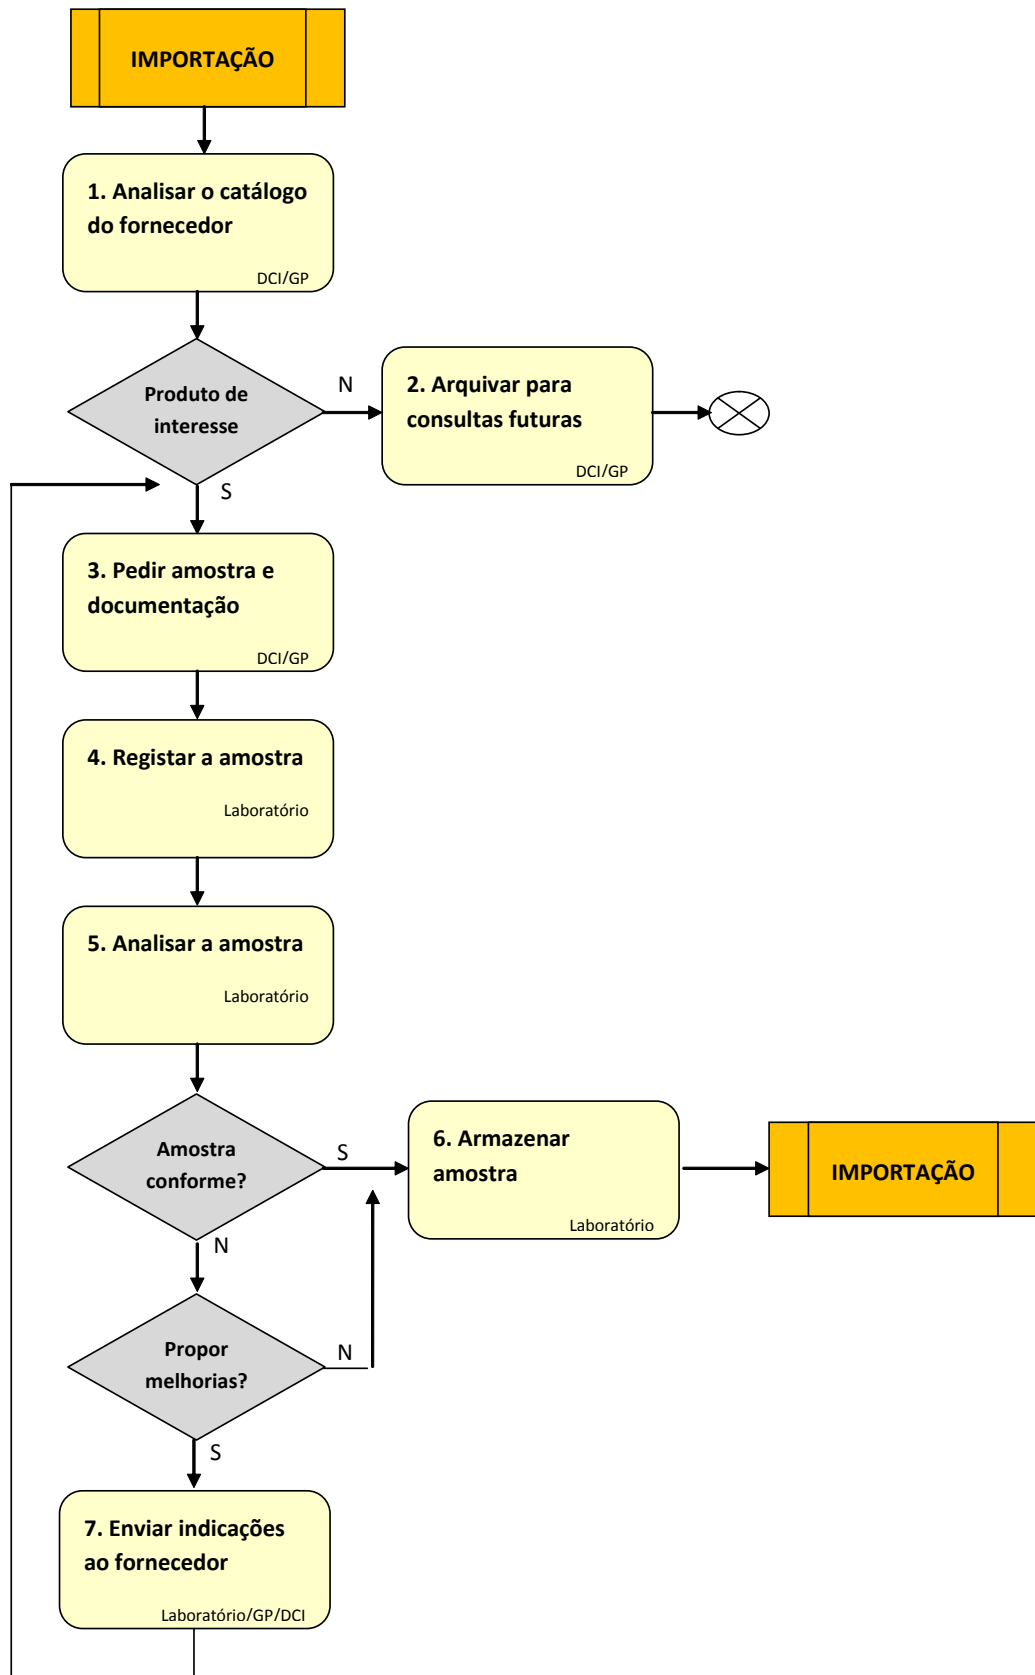 IMPORTAÇÃO
1. Analisar o catálogo
do fornecedor
DCI/GP
Produto de
interesse
N
2. Arquivar para
consultas futuras
DCI/GP
S
3. Pedir amostra e
documentação
DCI/GP
4. Registar a amostra
Laboratório
5. Analisar a amostra
Laboratório
Amostra
conforme?
S
6. Armazenar
amostra
Laboratório
IMPORTAÇÃO
N
Propor
melhorias?
N
S
7. Enviar indicações
ao fornecedor
Laboratório/GP/DCI